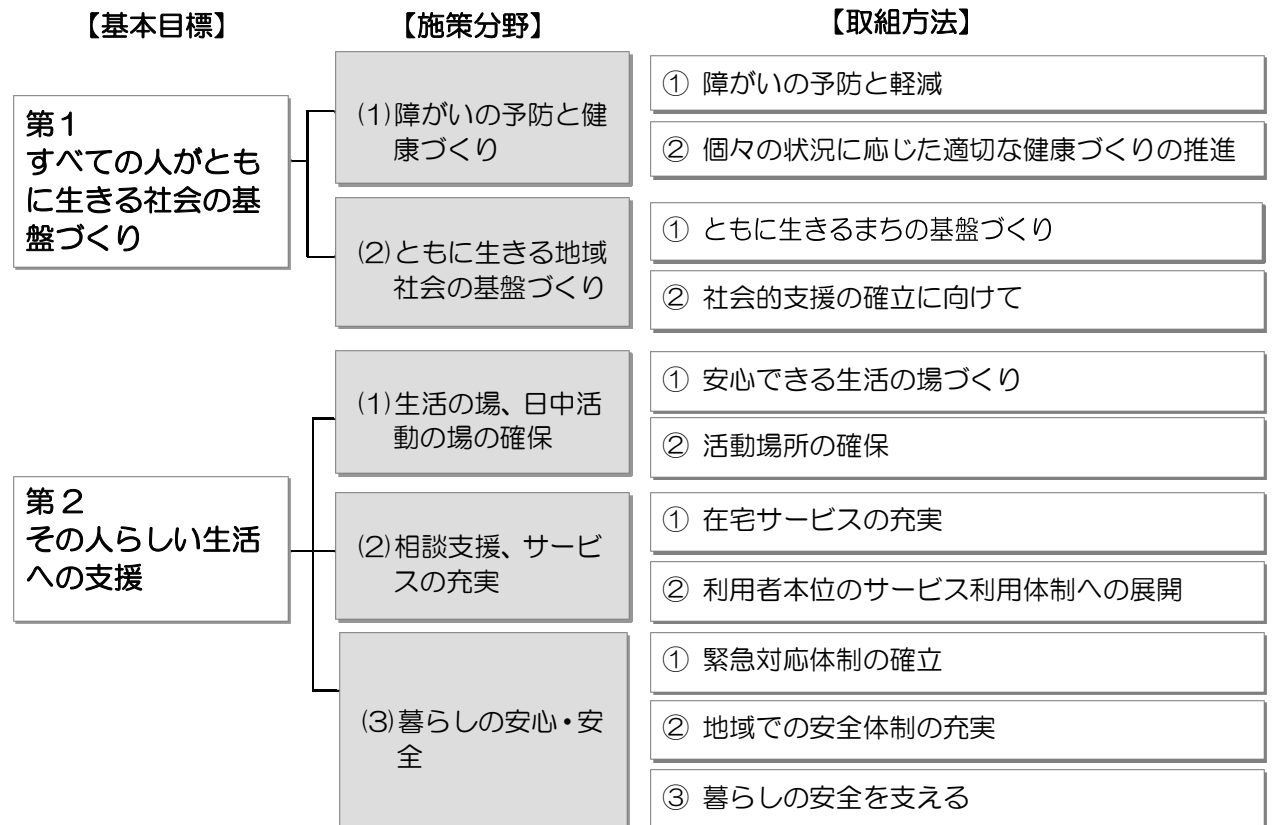 【基本目標】
【施策分野】
【取組方法】
第1
すべての人がとも
に生きる社会の基
盤づくり
(1)障がいの予防と健
康づくり
① 障がいの予防と軽減
② 個々の状況に応じた適切な健康づくりの推進
(2)ともに生きる地域
社会の基盤づくり
① ともに生きるまちの基盤づくり
② 社会的支援の確立に向けて
第2
その人らしい生活
への支援
(1)生活の場、日中活
動の場の確保
① 安心できる生活の場づくり
② 活動場所の確保
(2)相談支援、サービ
スの充実
① 在宅サービスの充実
② 利用者本位のサービス利用体制への展開
(3)暮らしの安心・安
全
① 緊急対応体制の確立
② 地域での安全体制の充実
③ 暮らしの安全を支える